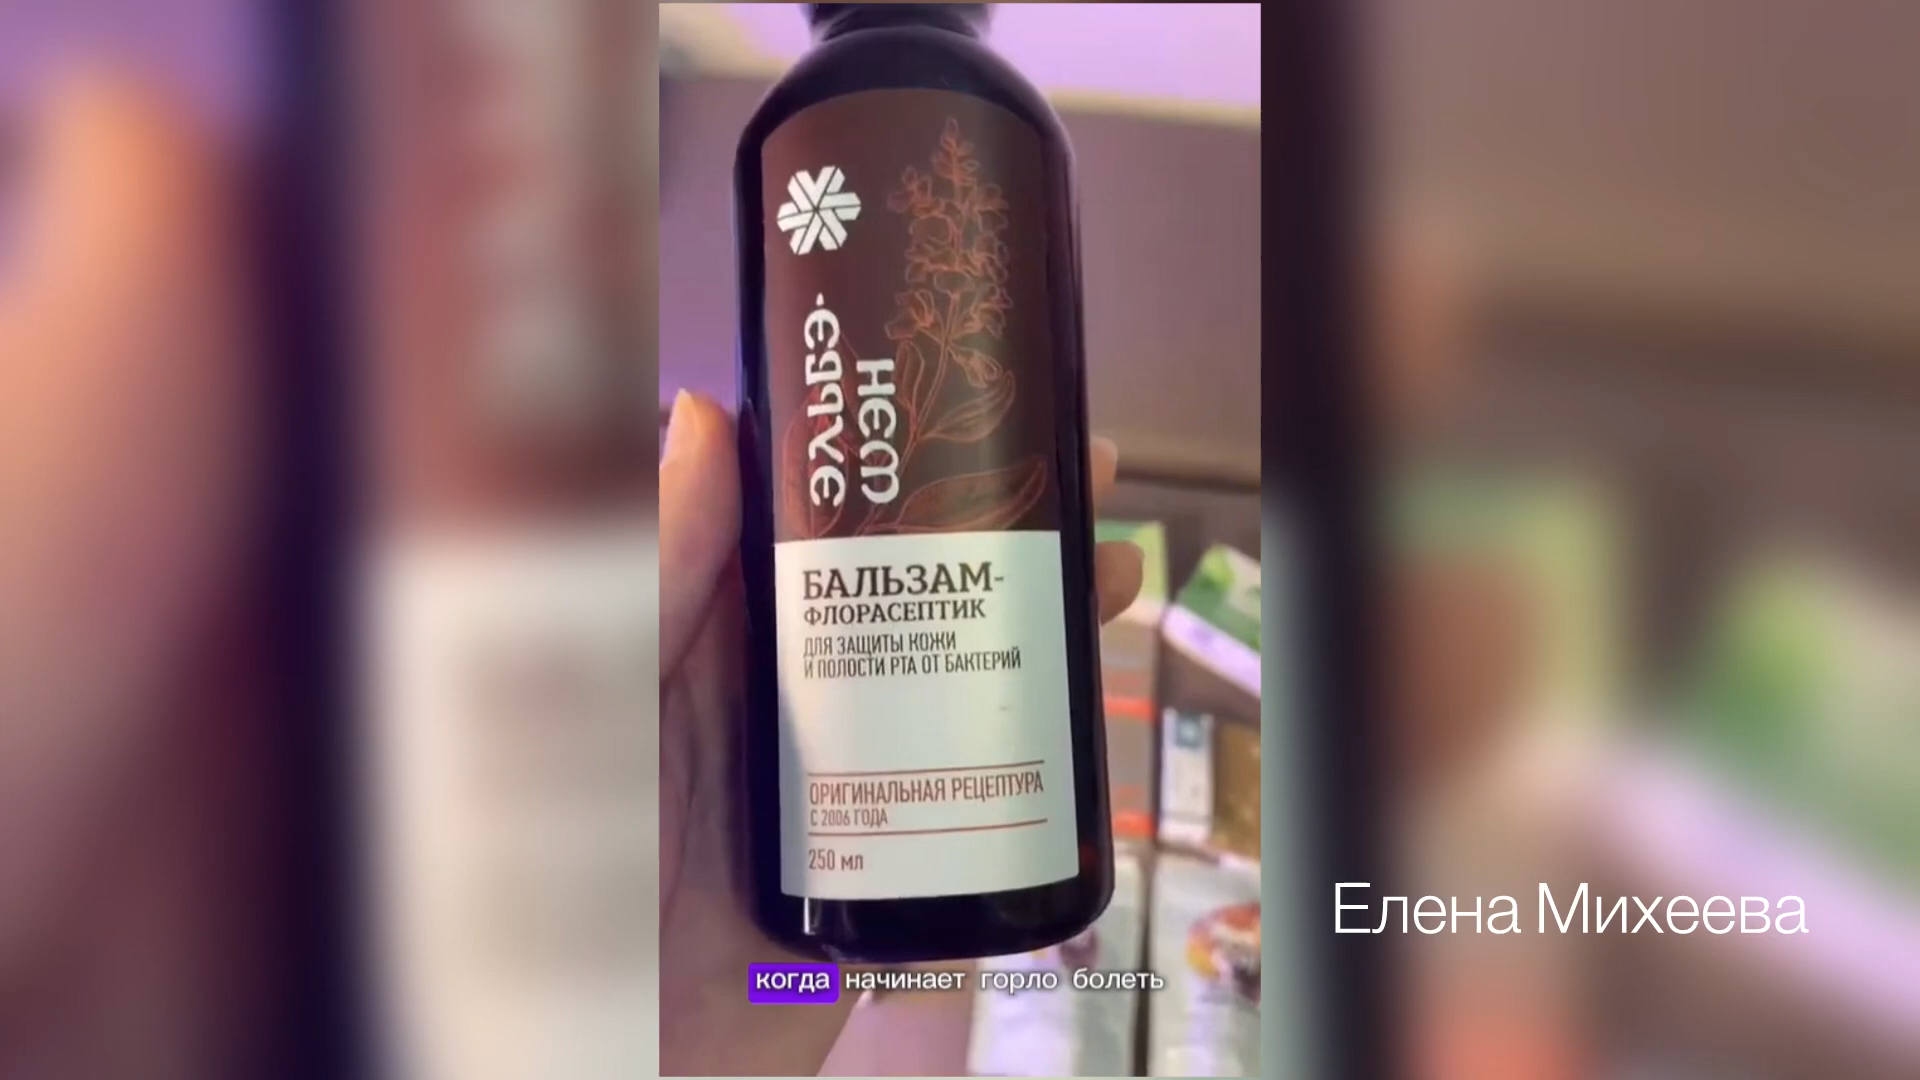 ЭЛЬБЭ-
НЕТ
БАЛЬЗАМ-
ФЛОРАСЕПТИК
ДЛЯ ЗАЩИТЫ КОЖИ
И ПОЛОСТИ РТА ОТ БАКТЕРИЙ
ОРИГИНАЛЬНАЯ РЕЦЕПТУРА
С 2006 ГОДА
250 мл
Елена Михеева
когда начинает горло болеть